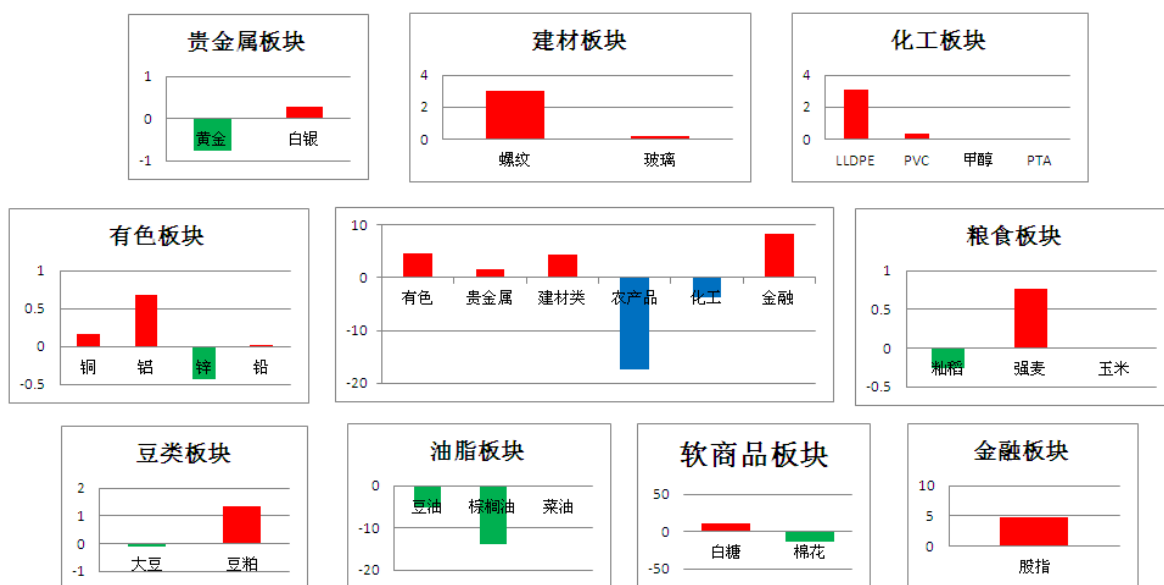 贵金属板块
1
0
-1
黄金 白银
建材板块
4
2
0
螺纹 玻璃
化工板块
4
2
0
LLDPE PVC 甲醇 PTA
有色板块
1
0.5
0
-0.5
铜 铝 锌 铅
10
0
-10
-20
有色 贵金属 建材类 农产品 化工 金融
粮食板块
1
0.5
0
-0.5
籼稻 强麦 玉米
豆类板块
2
1
0
-1
大豆 豆粕
油脂板块
0
-10
-20
豆油 棕榈油 菜油
软商品板块
50
0
-50
白糖 棉花
金融板块
10
5
0
股指